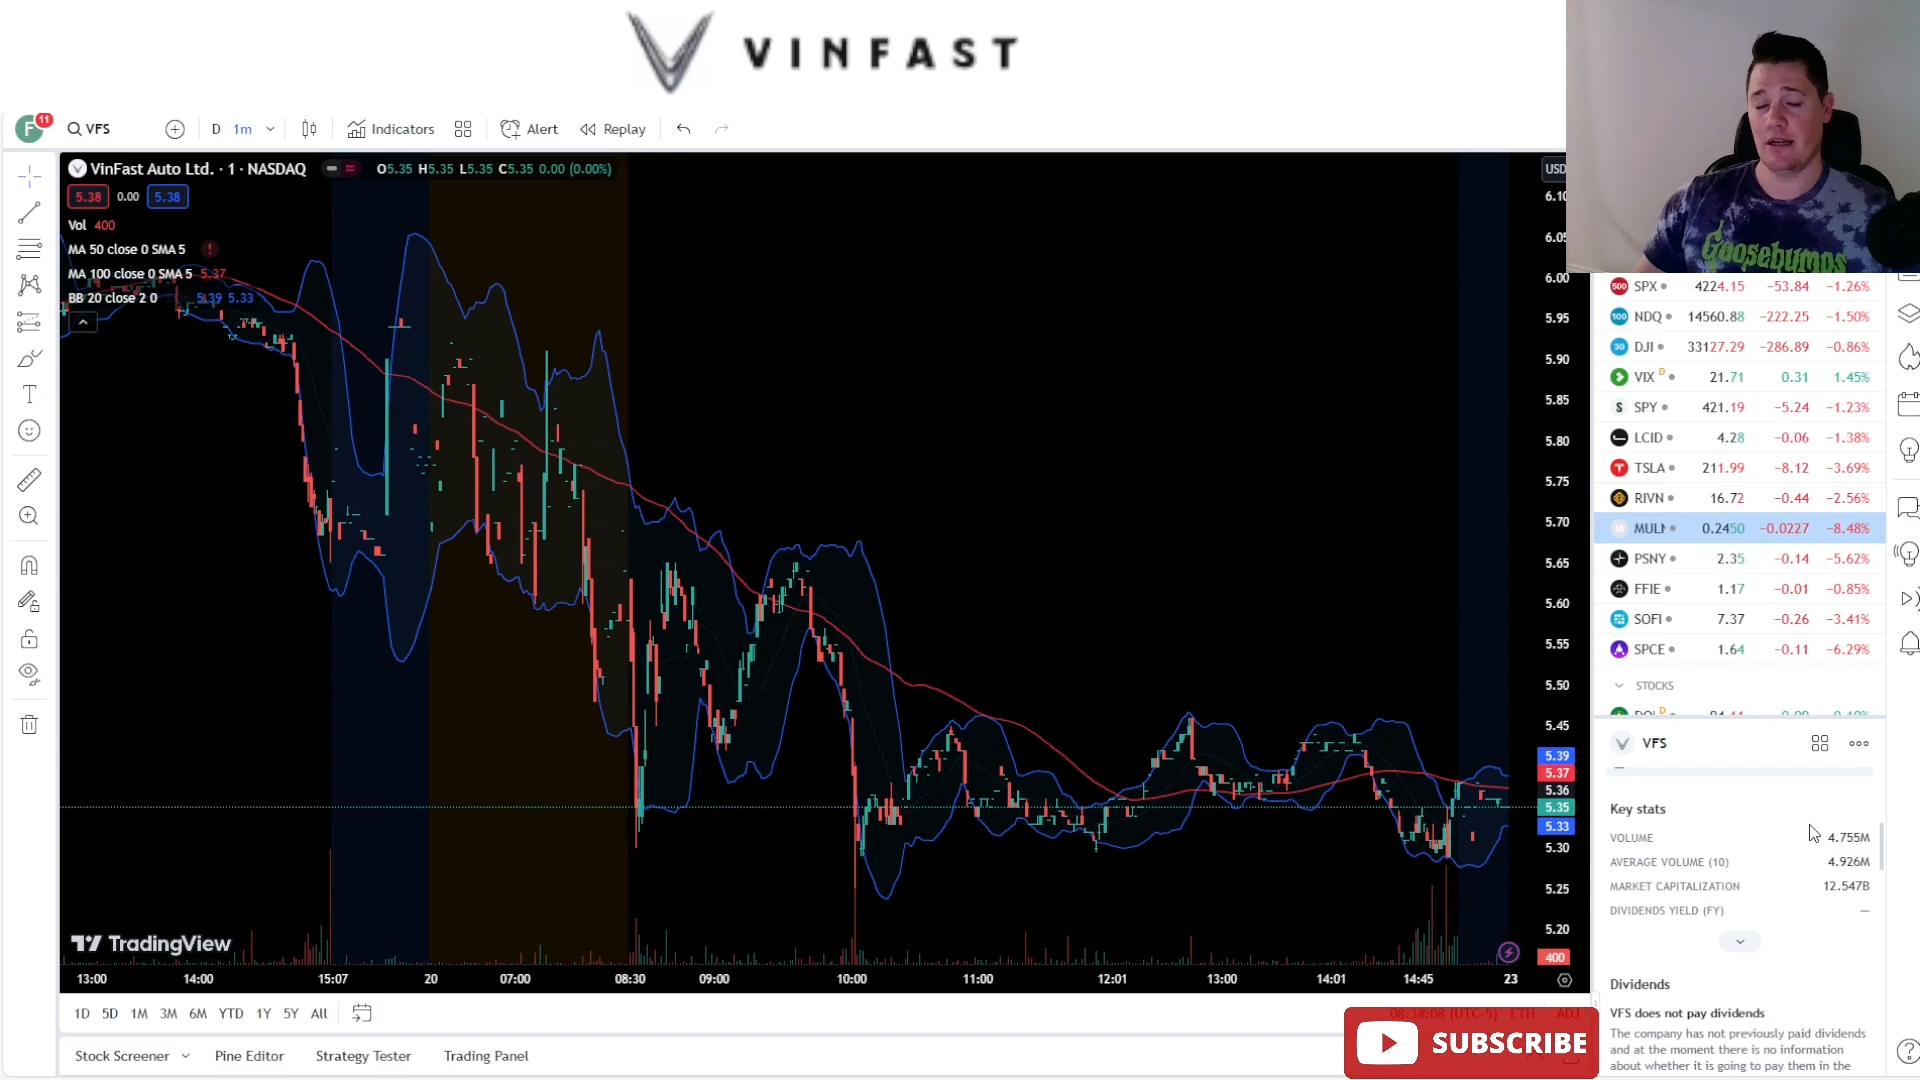 VINFAST
F 11 VFS D 1m Indicators Alert Replay
VinFast Auto Ltd. · 1 · NASDAQ O5.35 H5.35 L5.35 C5.35 0.00 (0.00%)
5.38 0.00 5.38
Vol 400
MA 50 close 0 SMA 5 !
MA 100 close 0 SMA 5 5.37
BB 20 close 2 0 5.39 5.33
USD
6.10
6.05
6.00
5.95
5.90
5.85
5.80
5.75
5.70
5.65
5.60
5.55
5.50
5.45
5.39
5.37
5.36
5.35
5.33
5.30
5.25
5.20
400
TradingView
13:00 14:00 15:07 20 07:00 08:30 09:00 10:00 11:00 12:01 13:00 14:01 14:45 23
1D 5D 1M 3M 6M YTD 1Y 5Y All
08:38:08 (UTC-5) ETH ADJ
Stock Screener Pine Editor Strategy Tester Trading Panel
SUBSCRIBE
Goosebumps
500 SPX 4224.15 −53.84 −1.26%
100 NDQ 14560.88 −222.25 −1.50%
30 DJI 33127.29 −286.89 −0.86%
VIX D 21.71 0.31 1.45%
S SPY 421.19 −5.24 −1.23%
LCID 4.28 −0.06 −1.38%
TSLA 211.99 −8.12 −3.69%
RIVN 16.72 −0.44 −2.56%
MULN 0.2450 −0.0227 −8.48%
PSNY 2.35 −0.14 −5.62%
FFIE 1.17 −0.01 −0.85%
SOFI 7.37 −0.26 −3.41%
SPCE 1.64 −0.11 −6.29%
STOCKS
VFS
Key stats
VOLUME 4.755M
AVERAGE VOLUME (10) 4.926M
MARKET CAPITALIZATION 12.547B
DIVIDENDS YIELD (FY) —
Dividends
VFS does not pay dividends
The company has not previously paid dividends
and at the moment there is no information
about whether it is going to pay them in the